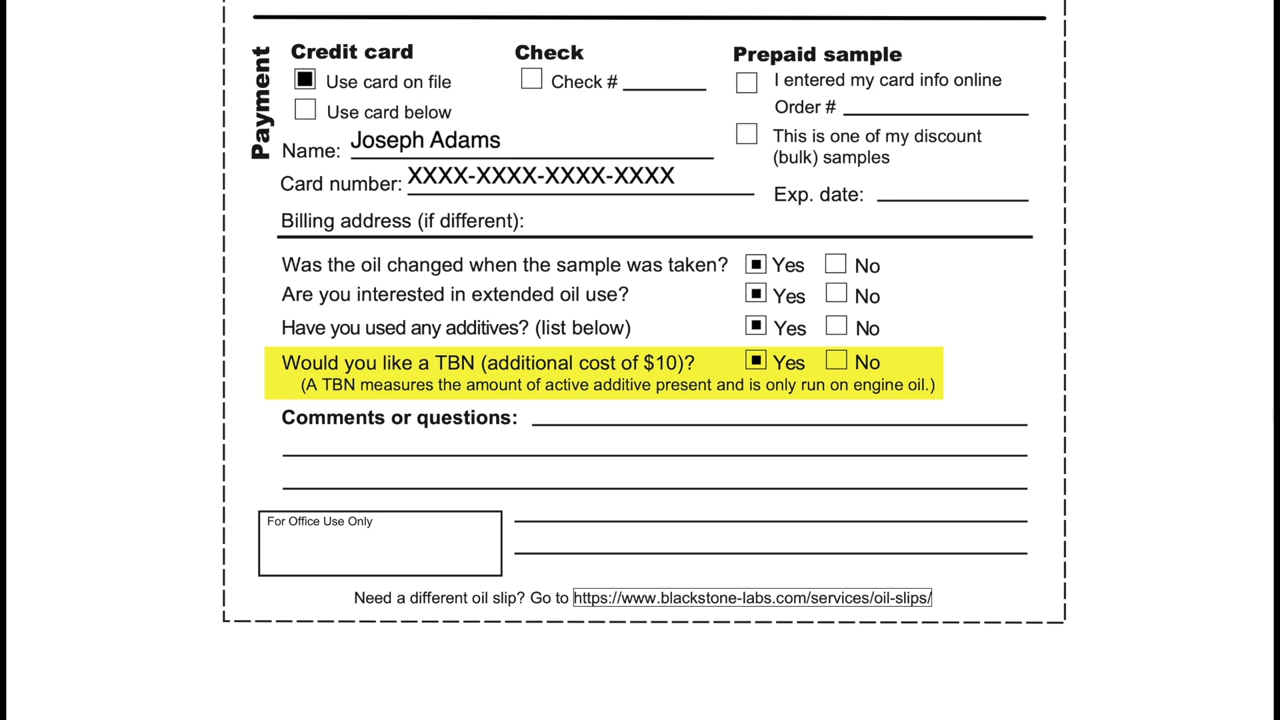 Payment
Credit card
Use card on file
Use card below
Check
Check #
Prepaid sample
I entered my card info online
Order #
This is one of my discount
(bulk) samples
Name: Joseph Adams
Card number: XXXX-XXXX-XXXX-XXXX
Exp. date:
Billing address (if different):
Was the oil changed when the sample was taken? Yes No
Are you interested in extended oil use? Yes No
Have you used any additives? (list below) Yes No
Would you like a TBN (additional cost of $10)? Yes No
(A TBN measures the amount of active additive present and is only run on engine oil.)
Comments or questions:
For Office Use Only
Need a different oil slip? Go to https://www.blackstone-labs.com/services/oil-slips/